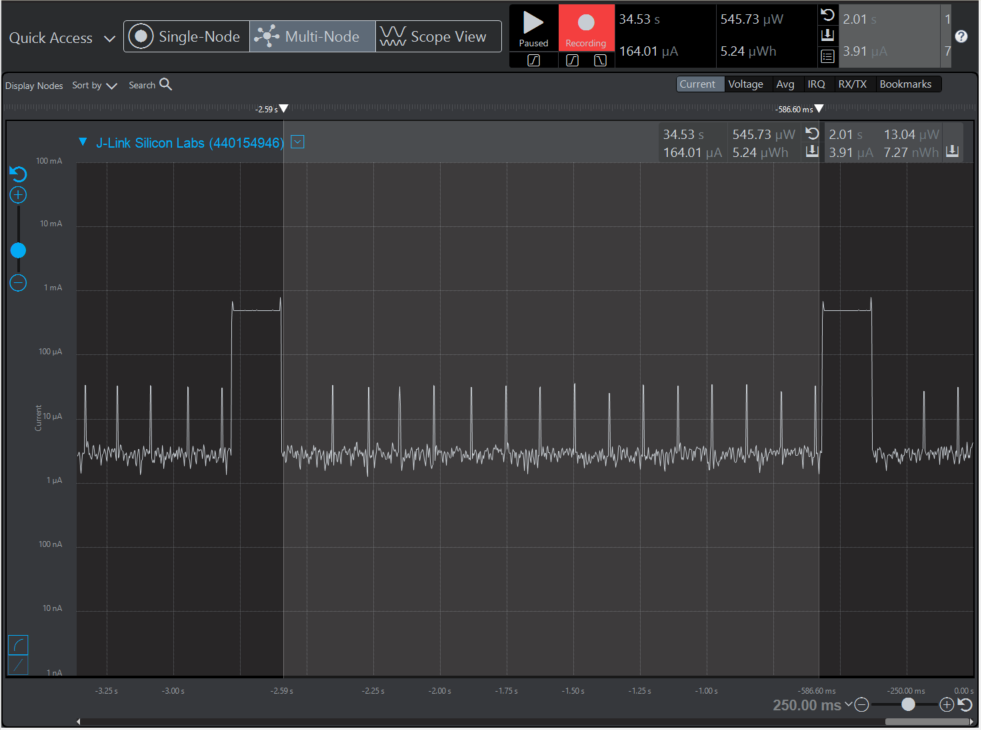 Quick Access Single-Node Multi-Node Scope View
34.53 s 545.73 µW 2.01 s 1
Paused Recording 164.01 µA 5.24 µWh 3.91 µA 7
Display Nodes Sort by Search Current Voltage Avg IRQ RX/TX Bookmarks
-2.59 s -586.60 ms
J-Link Silicon Labs (440154946)
34.53 s 545.73 µW 2.01 s 13.04 µW
164.01 µA 5.24 µWh 3.91 µA 7.27 nWh
100 mA
10 mA
1 mA
100 µA
Current
10 µA
1 µA
100 nA
10 nA
1 nA
-3.25 s -3.00 s -2.59 s -2.25 s -2.00 s -1.75 s -1.50 s -1.25 s -1.00 s -586.60 ms -250.00 ms 0.00 s
250.00 ms